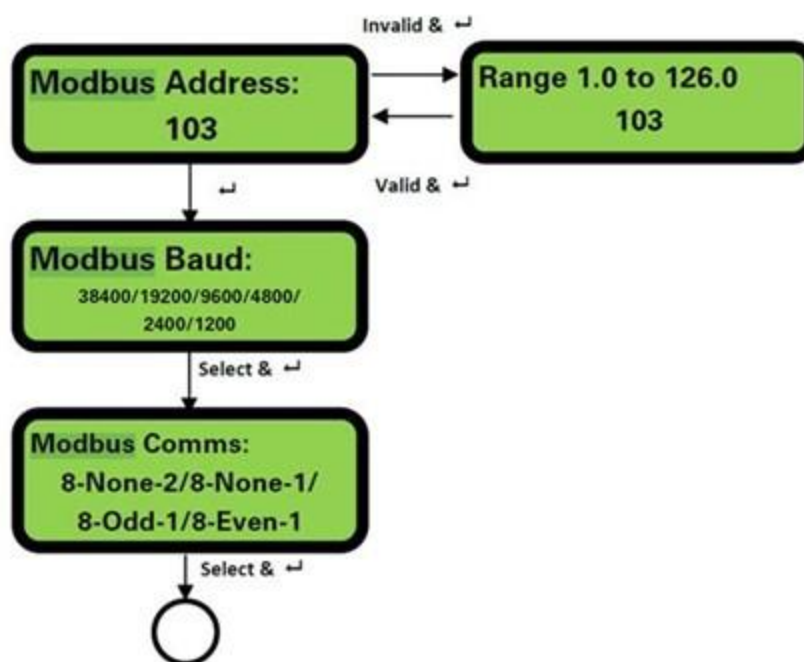 Invalid & ↵
Modbus Address:
103
Range 1.0 to 126.0
103
Valid & ↵
↵
Modbus Baud:
38400/19200/9600/4800/
2400/1200
Select & ↵
Modbus Comms:
8-None-2/8-None-1/
8-Odd-1/8-Even-1
Select & ↵